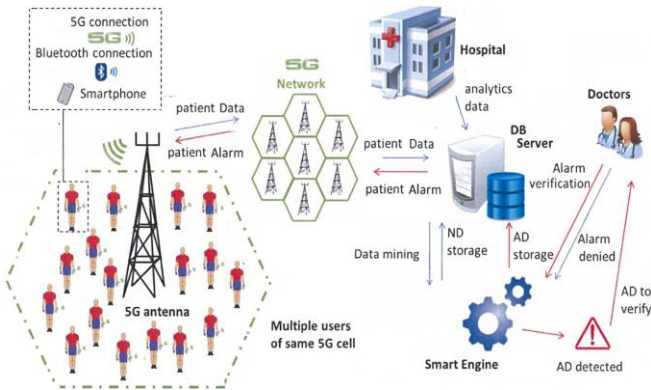 5G connection
5G
Bluetooth connection
Smartphone
patient Data
patient Alarm
5G
Network
Hospital
analytics
data
Doctors
DB
Server
patient Data
patient Alarm
Alarm
verification
Alarm
denied
Data mining
ND
storage
AD
storage
AD to
verify
5G antenna
Multiple users
of same 5G cell
Smart Engine
AD detected